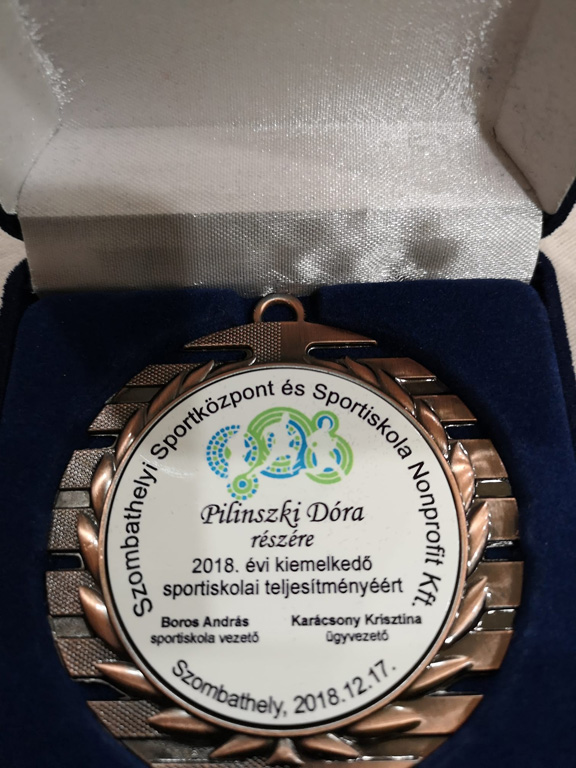 Szombathelyi Sportközpont és Sportiskola Nonprofit Kft.
Pilinszki Dóra
részére
2018. évi kiemelkedő
sportiskolai teljesítményéért
Boros András Karácsony Krisztina
sportiskola vezető ügyvezető
Szombathely, 2018.12.17.